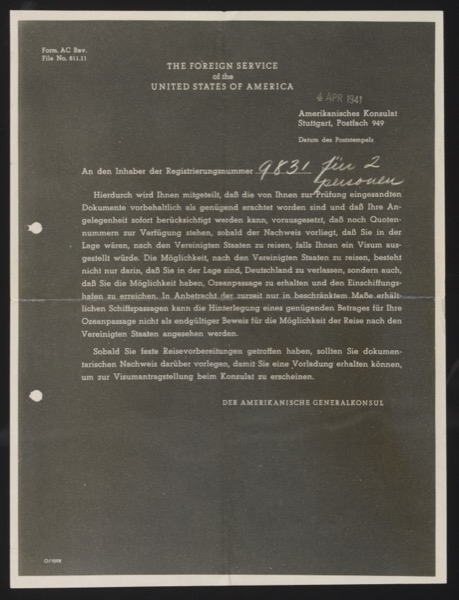 Form. AC Rev.
File No. 811.11
THE FOREIGN SERVICE
of the
UNITED STATES OF AMERICA
4 APR 1941
Amerikanisches Konsulat
Stuttgart, Postfach 949
Datum des Poststempels
An den Inhaber der Registrierungsnummer 9831 für 2
personen
Hierdurch wird Ihnen mitgeteilt, daß die von Ihnen zur Prüfung eingesandten
Dokumente vorbehaltlich als genügend erachtet worden sind und daß Ihre An-
gelegenheit sofort berücksichtigt werden kann, vorausgesetzt, daß noch Quoten-
nummern zur Verfügung stehen, sobald der Nachweis vorliegt, daß Sie in der
Lage wären, nach den Vereinigten Staaten zu reisen, falls Ihnen ein Visum aus-
gestellt würde. Die Möglichkeit, nach den Vereinigten Staaten zu reisen, besteht
nicht nur darin, daß Sie in der Lage sind, Deutschland zu verlassen, sondern auch,
daß Sie die Möglichkeit haben, Ozeanpassage zu erhalten und den Einschiffungs-
hafen zu erreichen. In Anbetracht der zurzeit nur in beschränktem Maße erhält-
lichen Schiffspassagen kann die Hinterlegung eines genügenden Betrages für Ihre
Ozeanpassage nicht als endgültiger Beweis für die Möglichkeit der Reise nach den
Vereinigten Staaten angesehen werden.
Sobald Sie feste Reisevorbereitungen getroffen haben, sollten Sie dokumen-
tarischen Nachweis darüber vorlegen, damit Sie eine Vorladung erhalten können,
um zur Visumantragstellung beim Konsulat zu erscheinen.
DER AMERIKANISCHE GENERALKONSUL